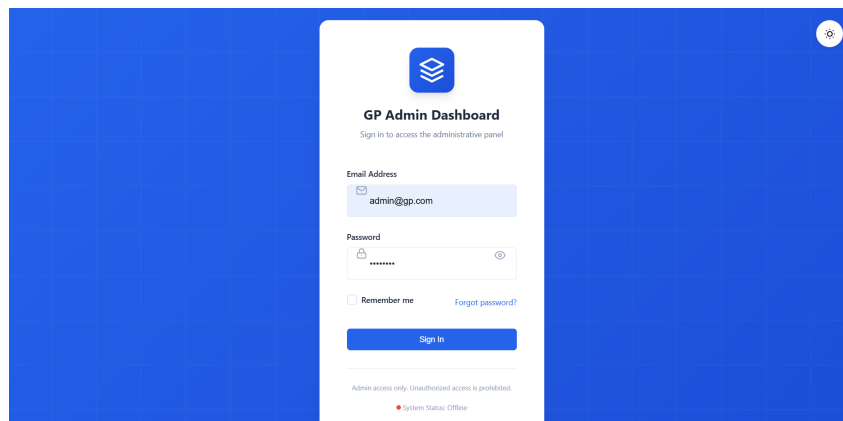 GP Admin Dashboard
Sign in to access the administrative panel
Email Address
admin@gp.com
Password
••••••••
Remember me
Forgot password?
Sign In
Admin access only. Unauthorized access is prohibited.
System Status: Offline